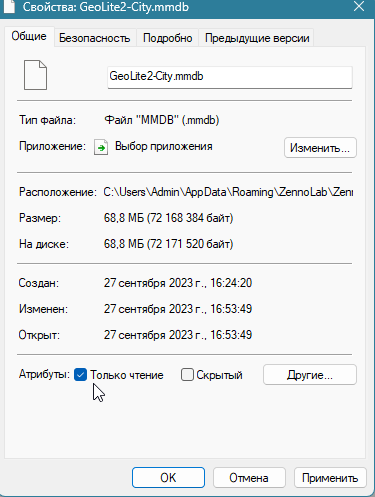 Свойства: GeoLite2-City.mmdb
Общие Безопасность Подробно Предыдущие версии
GeoLite2-City.mmdb
Тип файла: Файл "MMDB" (.mmdb)
Приложение: Выбор приложения Изменить...
Расположение: C:\Users\Admin\AppData\Roaming\ZennoLab\Zenn
Размер: 68,8 МБ (72 168 384 байт)
На диске: 68,8 МБ (72 171 520 байт)
Создан: 27 сентября 2023 г., 16:24:20
Изменен: 27 сентября 2023 г., 16:53:49
Открыт: 27 сентября 2023 г., 16:53:49
Атрибуты: Только чтение Скрытый Другие...
OK Отмена Применить